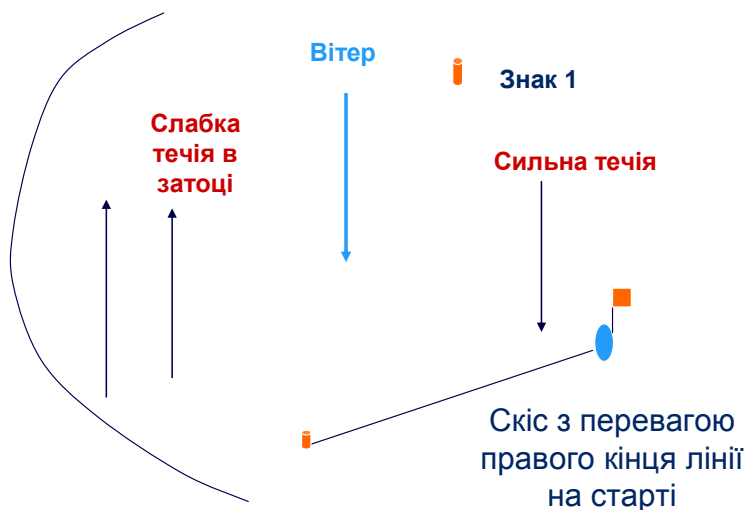 Вітер
Знак 1
Слабка
течія в
затоці
Сильна течія
Скіс з перевагою
правого кінця лінії
на старті